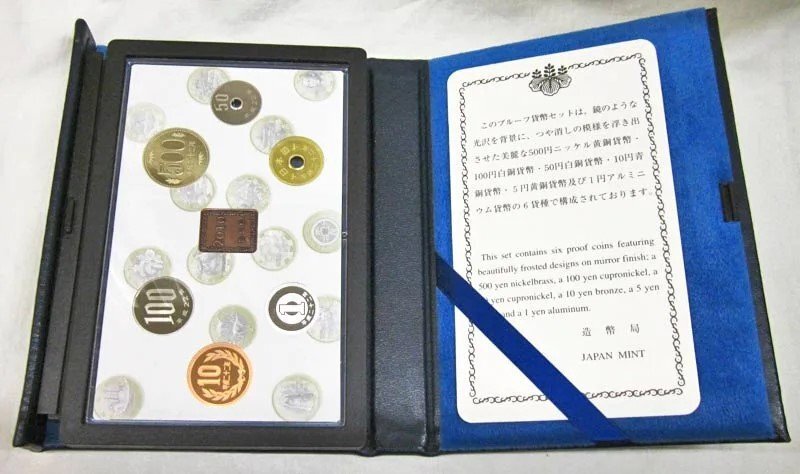 50
500
日本国
五円
100
1
10
このプルーフ貨幣セットは、鏡のような
光沢を背景に、つや消しの模様を浮き出
させた美麗な500円ニッケル黄銅貨幣・
100円白銅貨幣・50円白銅貨幣・10円青
銅貨幣・5円黄銅貨幣及び1円アルミニ
ウム貨幣の6貨種で構成されております。
This set contains six proof coins featuring
beautifully frosted designs on mirror finish; a
500 yen nickelbrass, a 100 yen cupronickel, a
yen cupronickel, a 10 yen bronze, a 5 yen
and a 1 yen aluminum.
造幣局
JAPAN MINT